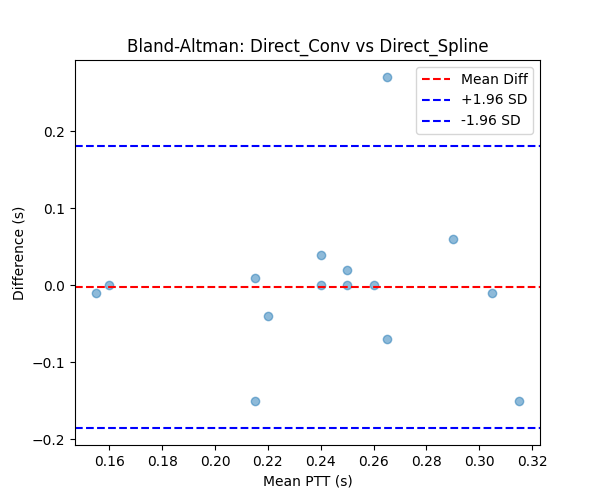 Bland-Altman: Direct_Conv vs Direct_Spline
Mean Diff
+1.96 SD
-1.96 SD
Difference (s)
0.2
0.1
0.0
−0.1
−0.2
0.16 0.18 0.20 0.22 0.24 0.26 0.28 0.30 0.32
Mean PTT (s)